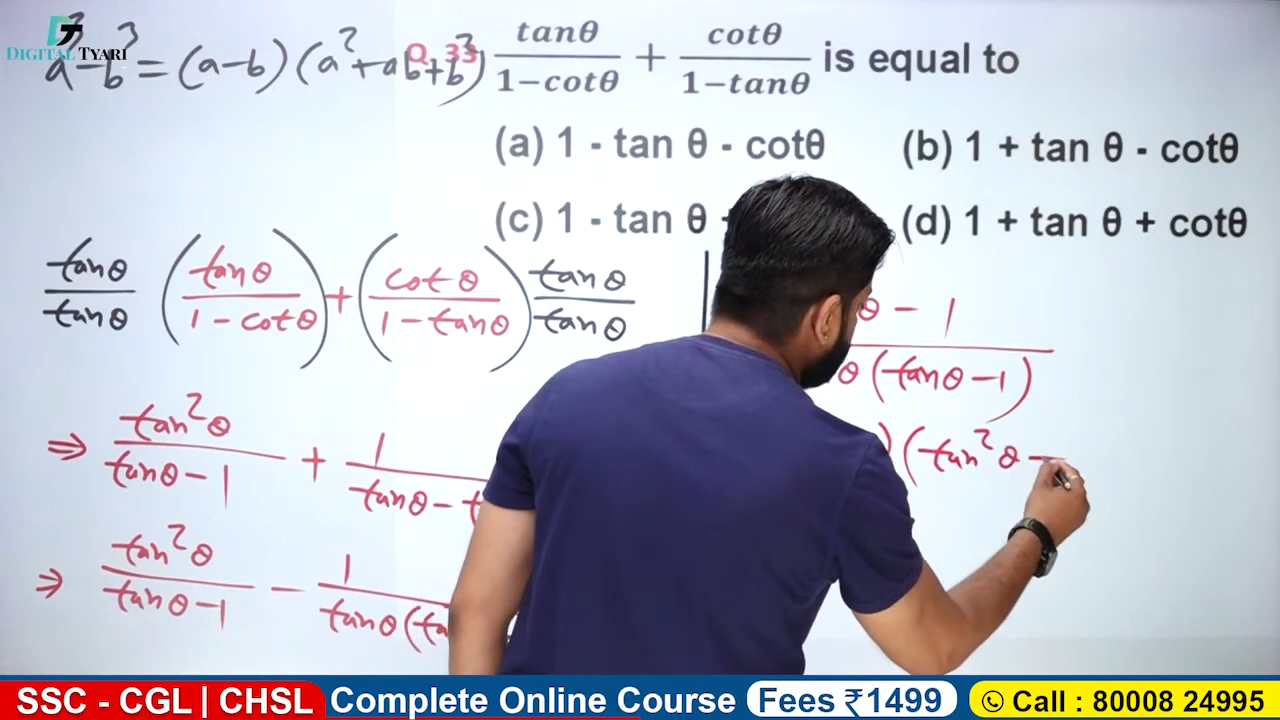 DIGITAL TYARI
a³-b³ = (a-b)(a²+ab+b²)
Q. 33 tanθ/1−cotθ + cotθ/1−tanθ is equal to
(a) 1 - tan θ - cotθ
(b) 1 + tan θ - cotθ
(c) 1 - tan θ
(d) 1 + tan θ + cotθ
tanθ/tanθ (tanθ/1-cotθ) + (cotθ/1-tanθ) tanθ/tanθ
⇒ tan²θ/tanθ-1 + 1/tanθ-
⇒ tan²θ/tanθ-1 - 1/tanθ(
θ - 1
θ(tanθ-1)
)(tan²θ
SSC - CGL | CHSL Complete Online Course Fees ₹1499 Call : 80008 24995